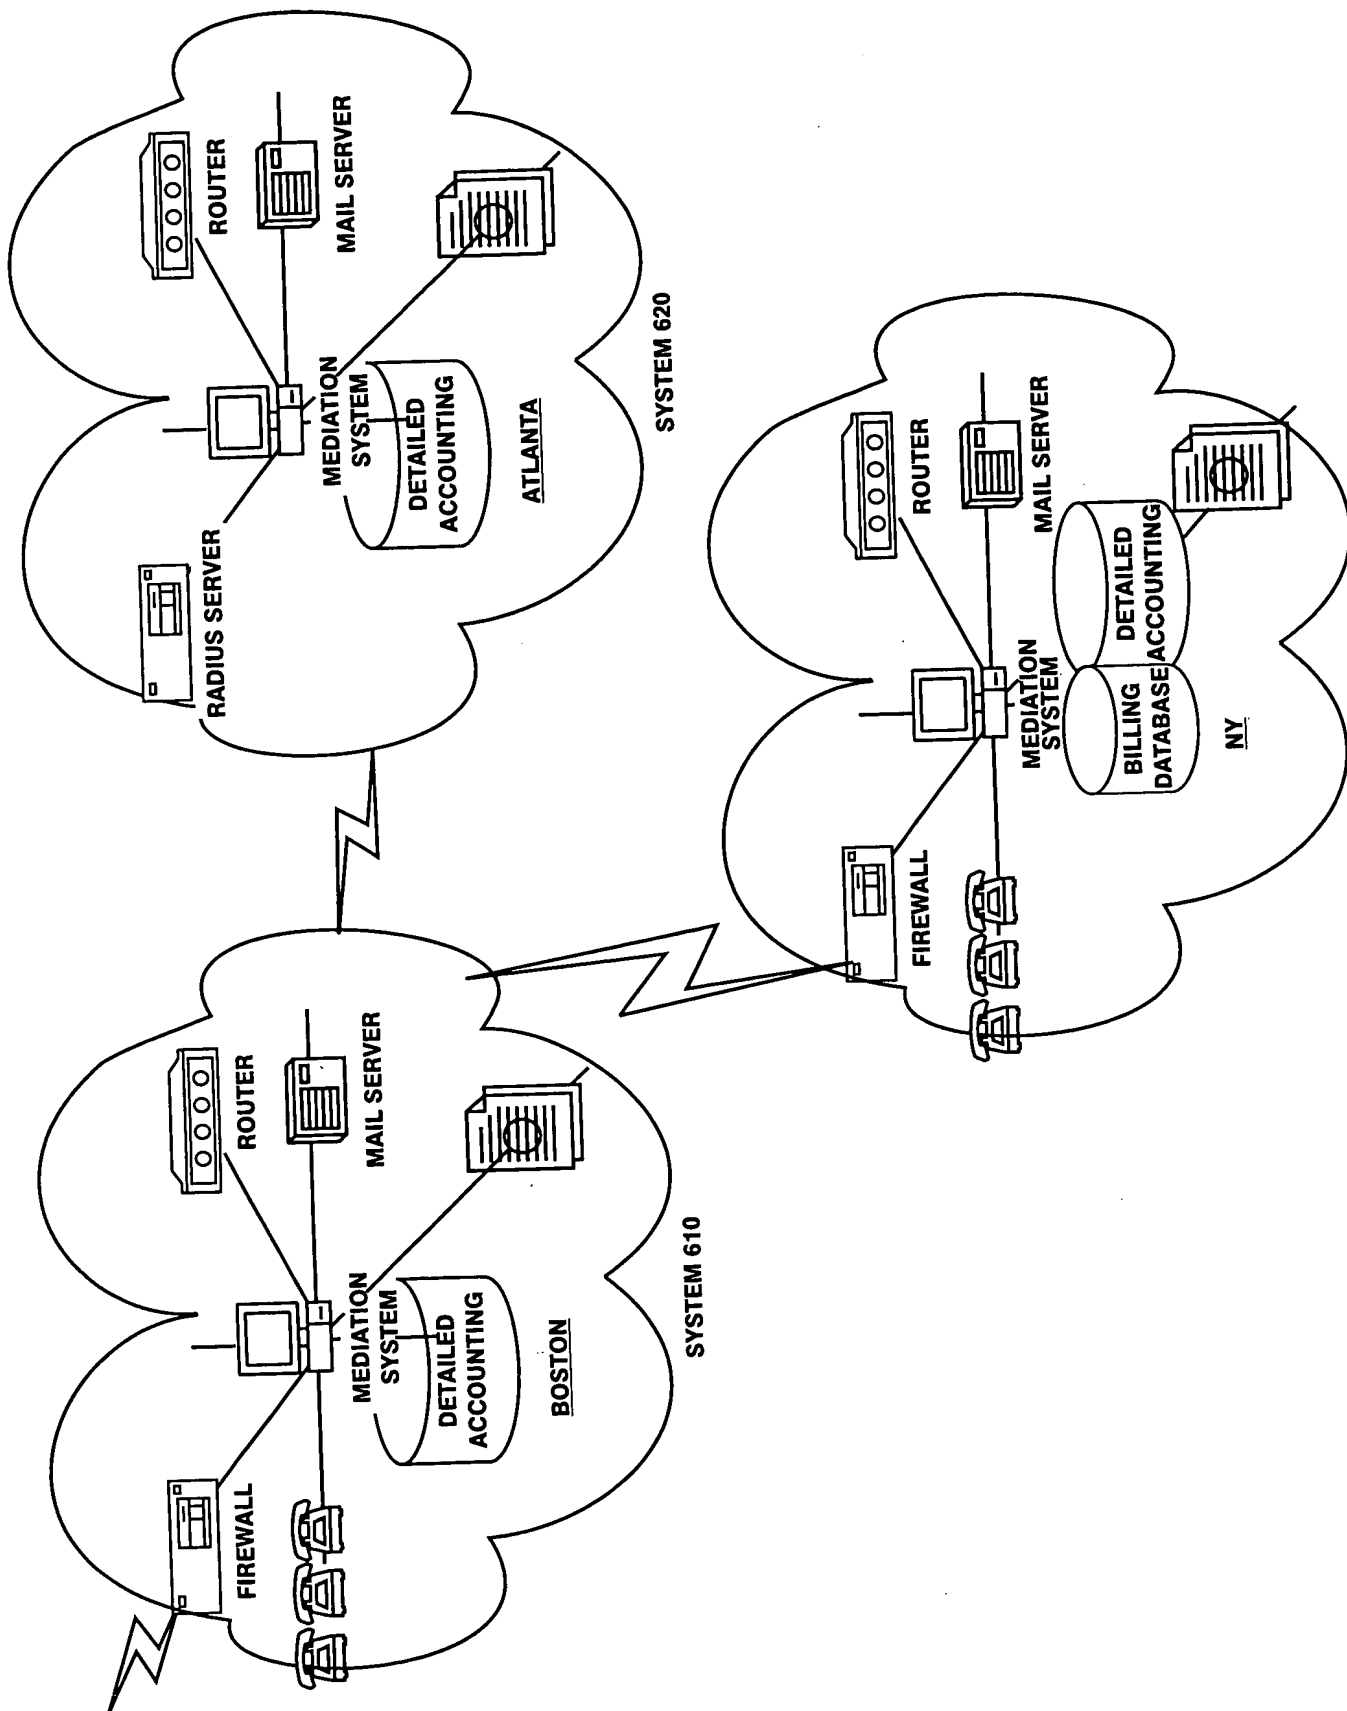 FIREWALL
ROUTER
MAIL SERVER
MEDIATION
SYSTEM
DETAILED
ACCOUNTING
BOSTON
SYSTEM 610
RADIUS SERVER
ROUTER
MAIL SERVER
MEDIATION
SYSTEM
DETAILED
ACCOUNTING
ATLANTA
SYSTEM 620
FIREWALL
ROUTER
MAIL SERVER
MEDIATION
SYSTEM
BILLING
DATABASE
DETAILED
ACCOUNTING
NY